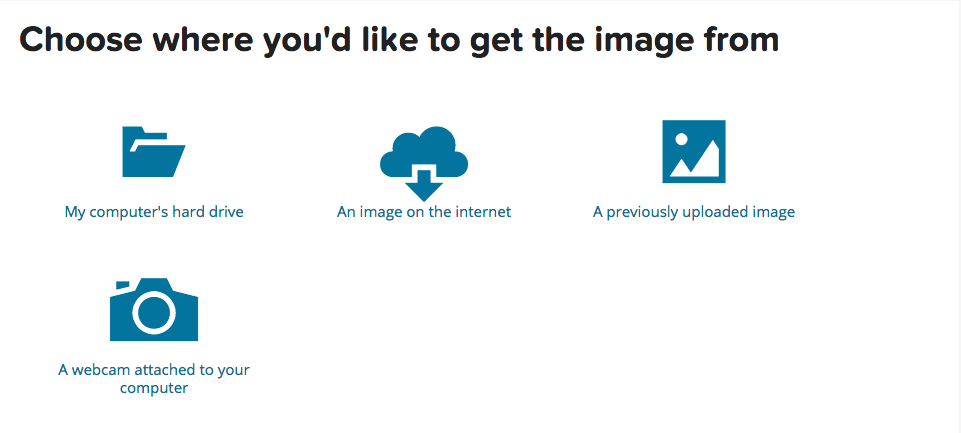 Choose where you'd like to get the image from
My computer's hard drive
An image on the internet
A previously uploaded image
A webcam attached to your
computer